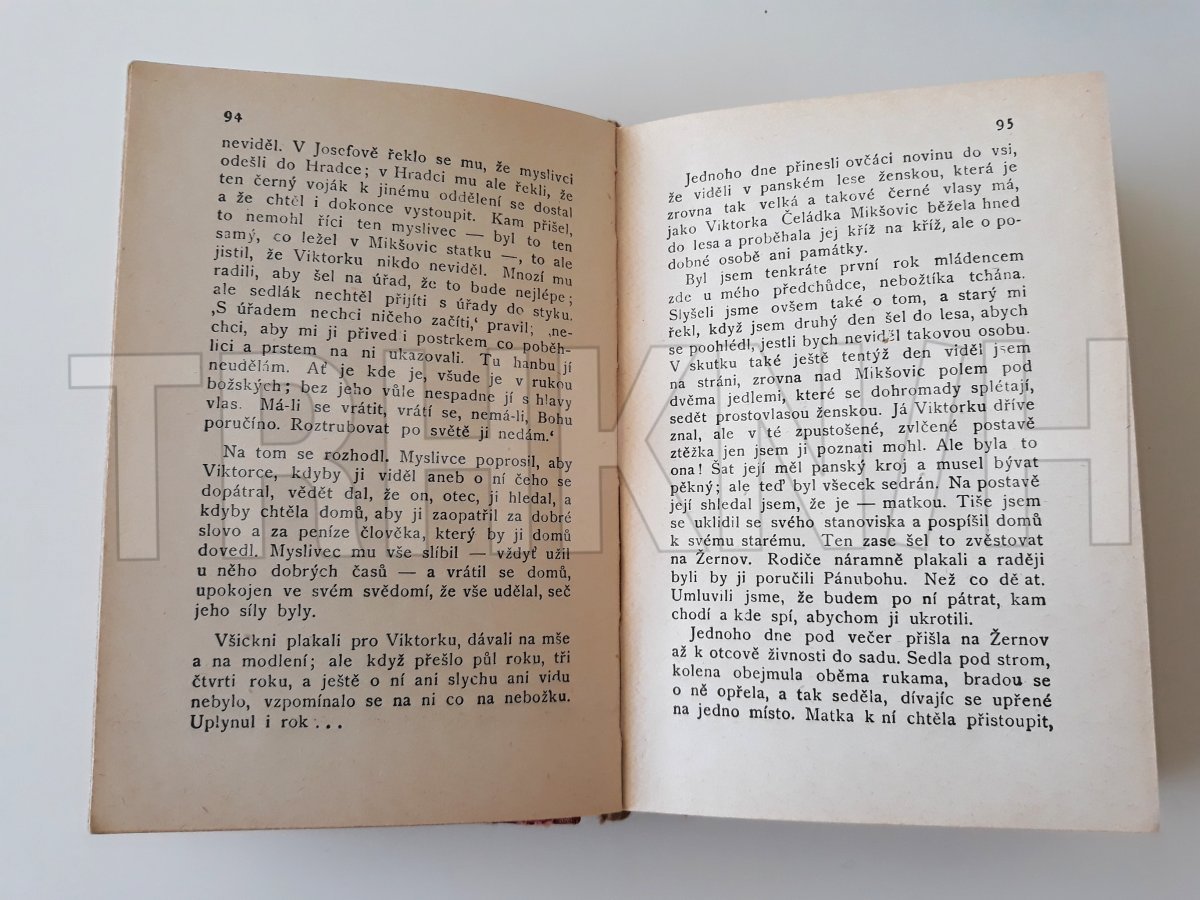 94
neviděl. V Josefově řeklo se mu, že myslivci
odešli do Hradce; v Hradci mu ale řekli, že
ten černý voják k jinému oddělení se dostal
a že chtěl i dokonce vystoupit. Kam přišel,
to nemohl říci ten myslivec — byl to ten
samý, co ležel v Mikšovic statku —, to ale
jistil, že Viktorku nikdo neviděl. Mnozí mu
radili, aby šel na úřad, že to bude nejlépe;
ale sedlák nechtěl přijíti s úřady do styku.
‚S úřadem nechci ničeho začíti,‘ pravil; ‚ne-
chci, aby mi ji přived i postrkem co poběh-
lici a prstem na ni ukazovali. Tu hanbu jí
neudělám. Ať je kde je, všude je v rukou
božských; bez jeho vůle nespadne jí s hlavy
vlas. Má-li se vrátit, vrátí se, nemá-li, Bohu
poručíno. Roztrubovat po světě ji nedám.‘
Na tom se rozhodl. Myslivce poprosil, aby
Viktorce, kdyby ji viděl aneb o ní čeho se
dopátral, vědět dal, že on, otec, ji hledal, a
kdyby chtěla domů, aby ji zaopatřil za dobré
slovo a za peníze člověka, který by ji domů
dovedl. Myslivec mu vše slíbil — vždyť užil
u něho dobrých časů — a vrátil se domů,
upokojen ve svém svědomí, že vše udělal, seč
jeho síly byly.
Všickni plakali pro Viktorku, dávali na mše
a na modlení; ale když přešlo půl roku, tři
čtvrti roku, a ještě o ní ani slychu ani vidu
nebylo, vzpomínalo se na ni co na nebožku.
Uplynul i rok ...
95
Jednoho dne přinesli ovčáci novinu do vsi,
že viděli v panském lese ženskou, která je
zrovna tak velká a takové černé vlasy má,
jako Viktorka Čeládka Mikšovic běžela hned
do lesa a proběhala jej kříž na kříž, ale o po-
dobné osobě ani památky.
Byl jsem tenkráte první rok mládencem
zde u mého předchůdce, nebožtíka tchána.
Slyšeli jsme ovšem také o tom, a starý mi
řekl, když jsem druhý den šel do lesa, abych
se poohlédl, jestli bych neviděl takovou osobu.
V skutku také ještě tentýž den viděl jsem
na stráni, zrovna nad Mikšovic polem pod
dvěma jedlemi, které se dohromady splétají,
sedět prostovlasou ženskou. Já Viktorku dříve
znal, ale v té zpustošené, zvlčené postavě
ztěžka jen jsem ji poznati mohl. Ale byla to
ona! Šat její měl panský kroj a musel bývat
pěkný; ale teď byl všecek sedrán. Na postavě
její shledal jsem, že je — matkou. Tiše jsem
se uklidil se svého stanoviska a pospíšil domů
k svému starému. Ten zase šel to zvěstovat
na Žernov. Rodiče náramně plakali a raději
byli by ji poručili Pánubohu. Než co dě at.
Umluvili jsme, že budem po ní pátrat, kam
chodí a kde spí, abychom ji ukrotili.
Jednoho dne pod večer přišla na Žernov
až k otcově živnosti do sadu. Sedla pod strom,
kolena obejmula oběma rukama, bradou se
o ně opřela, a tak seděla, dívajíc se upřeně
na jedno místo. Matka k ní chtěla přistoupit,
TRHKNIH